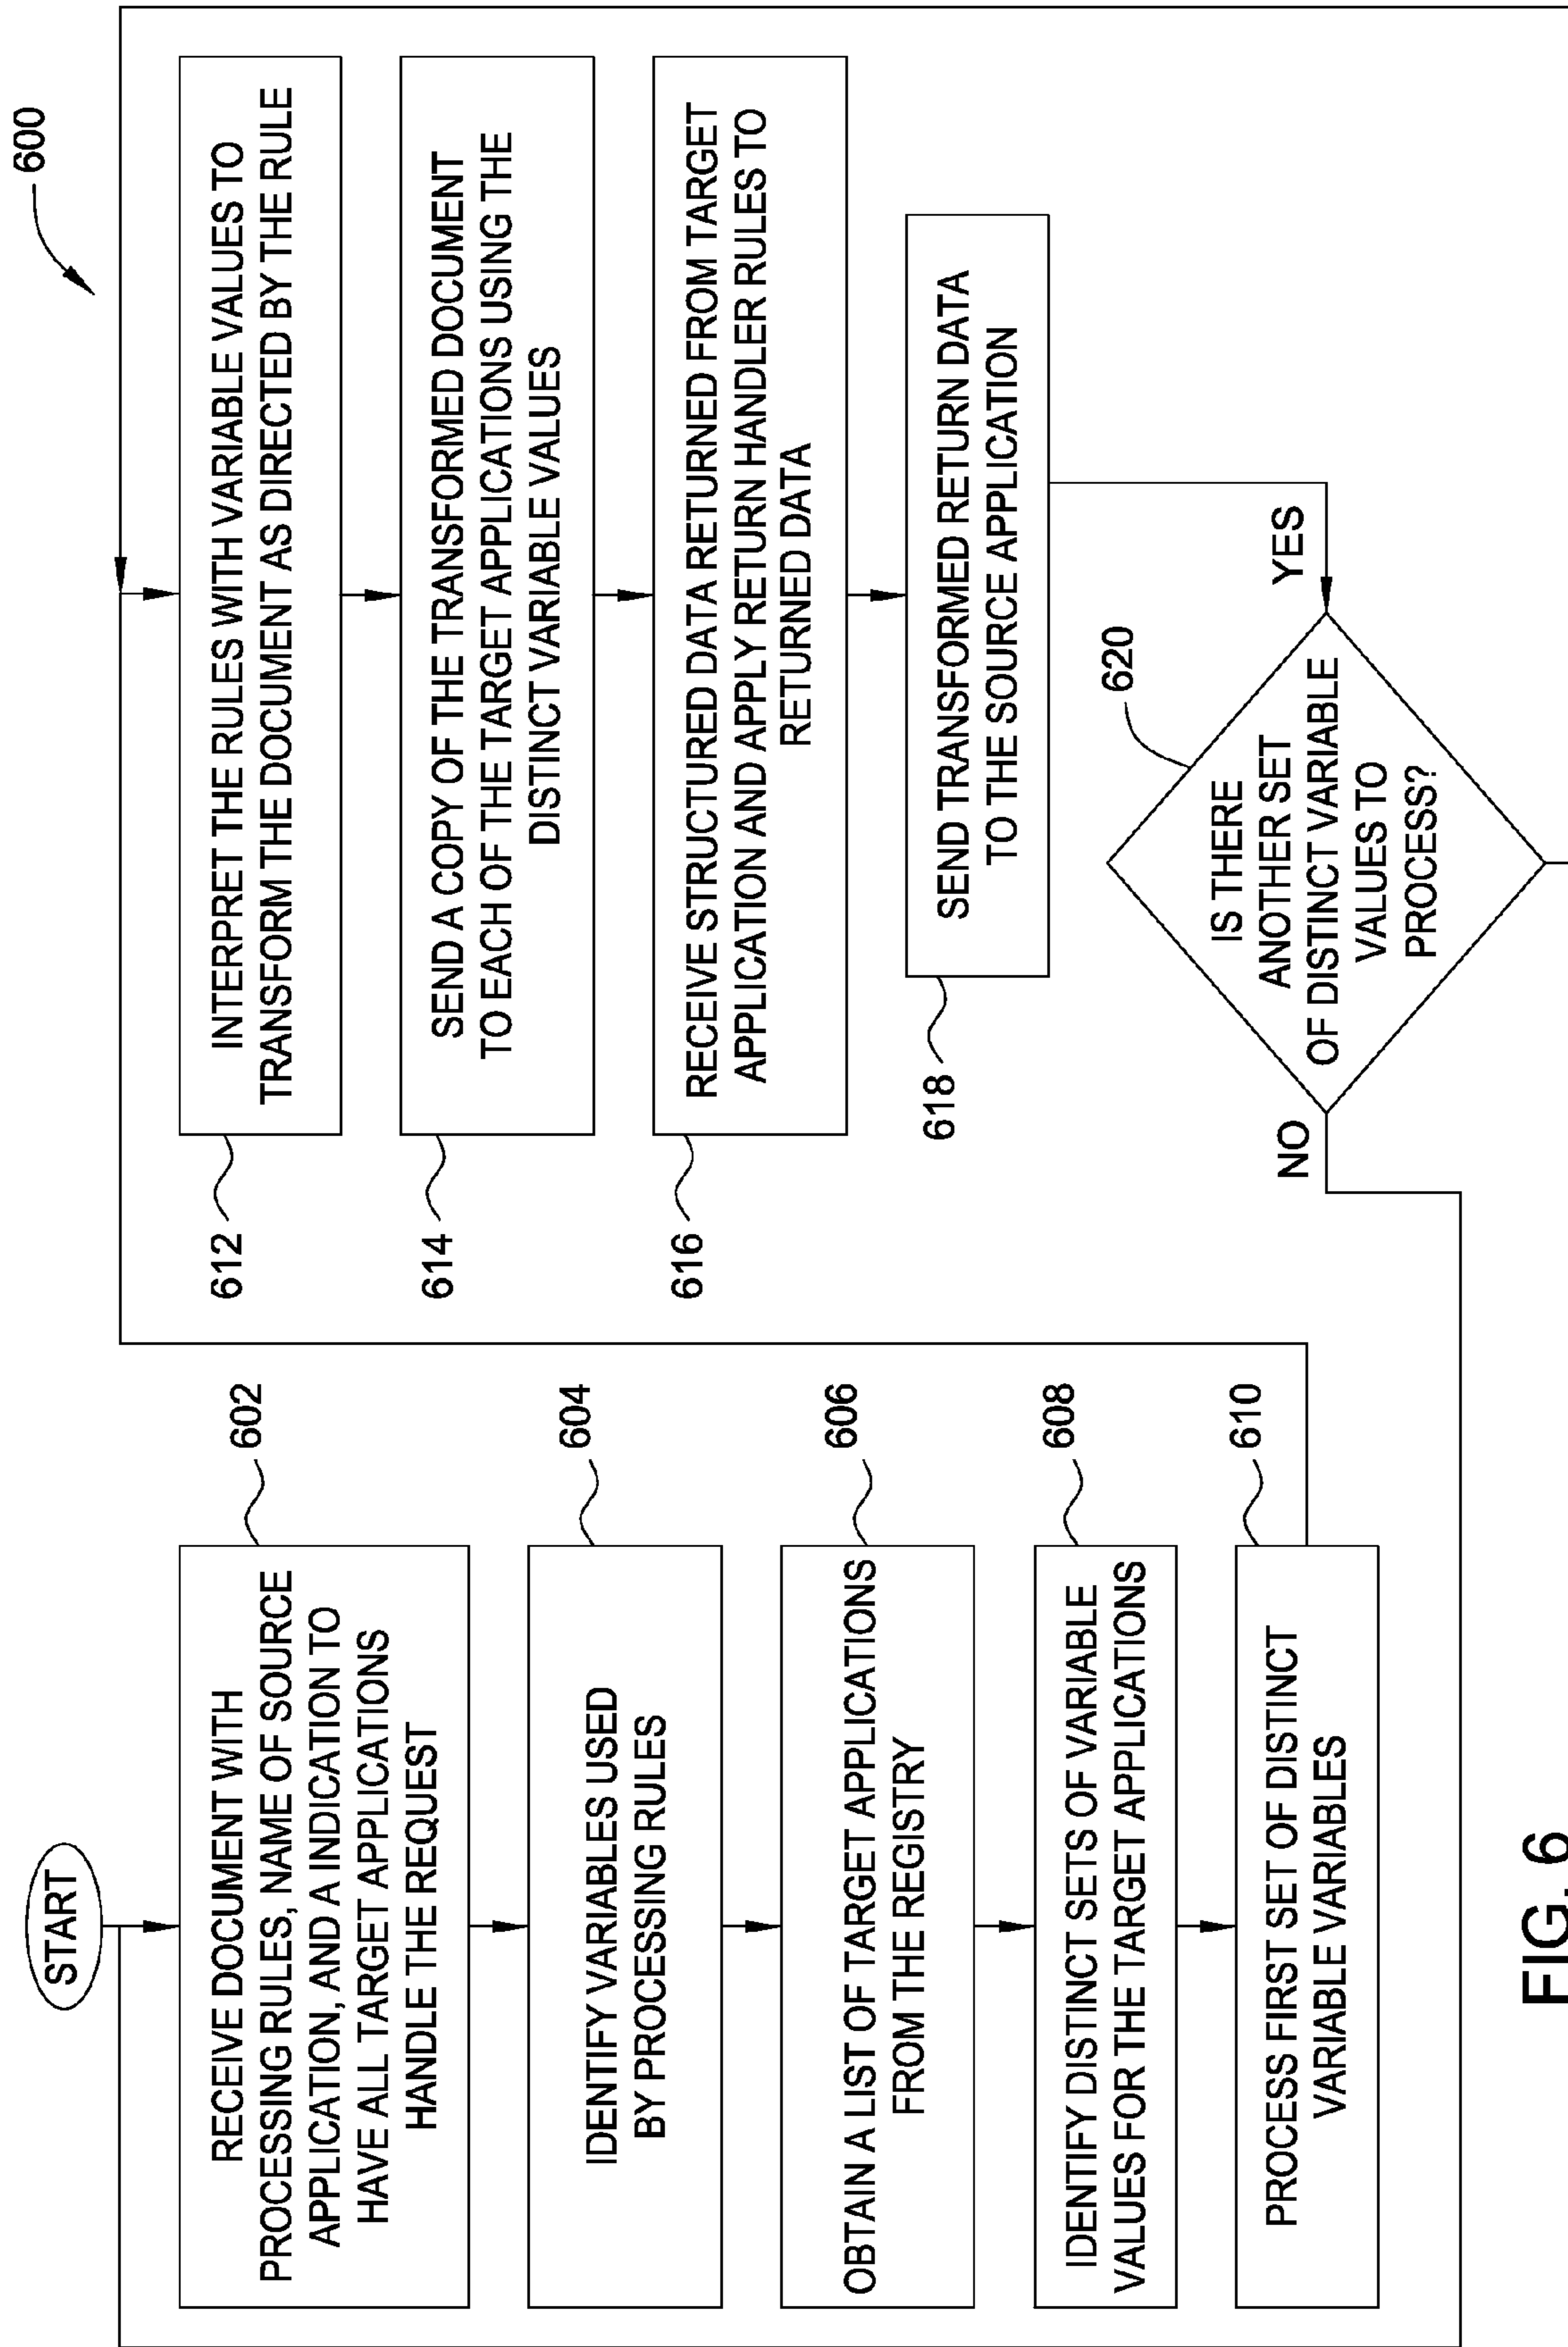 600
START
RECEIVE DOCUMENT WITH
PROCESSING RULES, NAME OF SOURCE
APPLICATION, AND A INDICATION TO
HAVE ALL TARGET APPLICATIONS
HANDLE THE REQUEST
602
IDENTIFY VARIABLES USED
BY PROCESSING RULES
604
OBTAIN A LIST OF TARGET APPLICATIONS
FROM THE REGISTRY
606
IDENTIFY DISTINCT SETS OF VARIABLE
VALUES FOR THE TARGET APPLICATIONS
608
PROCESS FIRST SET OF DISTINCT
VARIABLE VARIABLES
610
612
INTERPRET THE RULES WITH VARIABLE VALUES TO
TRANSFORM THE DOCUMENT AS DIRECTED BY THE RULE
614
SEND A COPY OF THE TRANSFORMED DOCUMENT
TO EACH OF THE TARGET APPLICATIONS USING THE
DISTINCT VARIABLE VALUES
616
RECEIVE STRUCTURED DATA RETURNED FROM TARGET
APPLICATION AND APPLY RETURN HANDLER RULES TO
RETURNED DATA
618
SEND TRANSFORMED RETURN DATA
TO THE SOURCE APPLICATION
620
IS THERE
ANOTHER SET
OF DISTINCT VARIABLE
VALUES TO
PROCESS?
YES
NO
FIG. 6